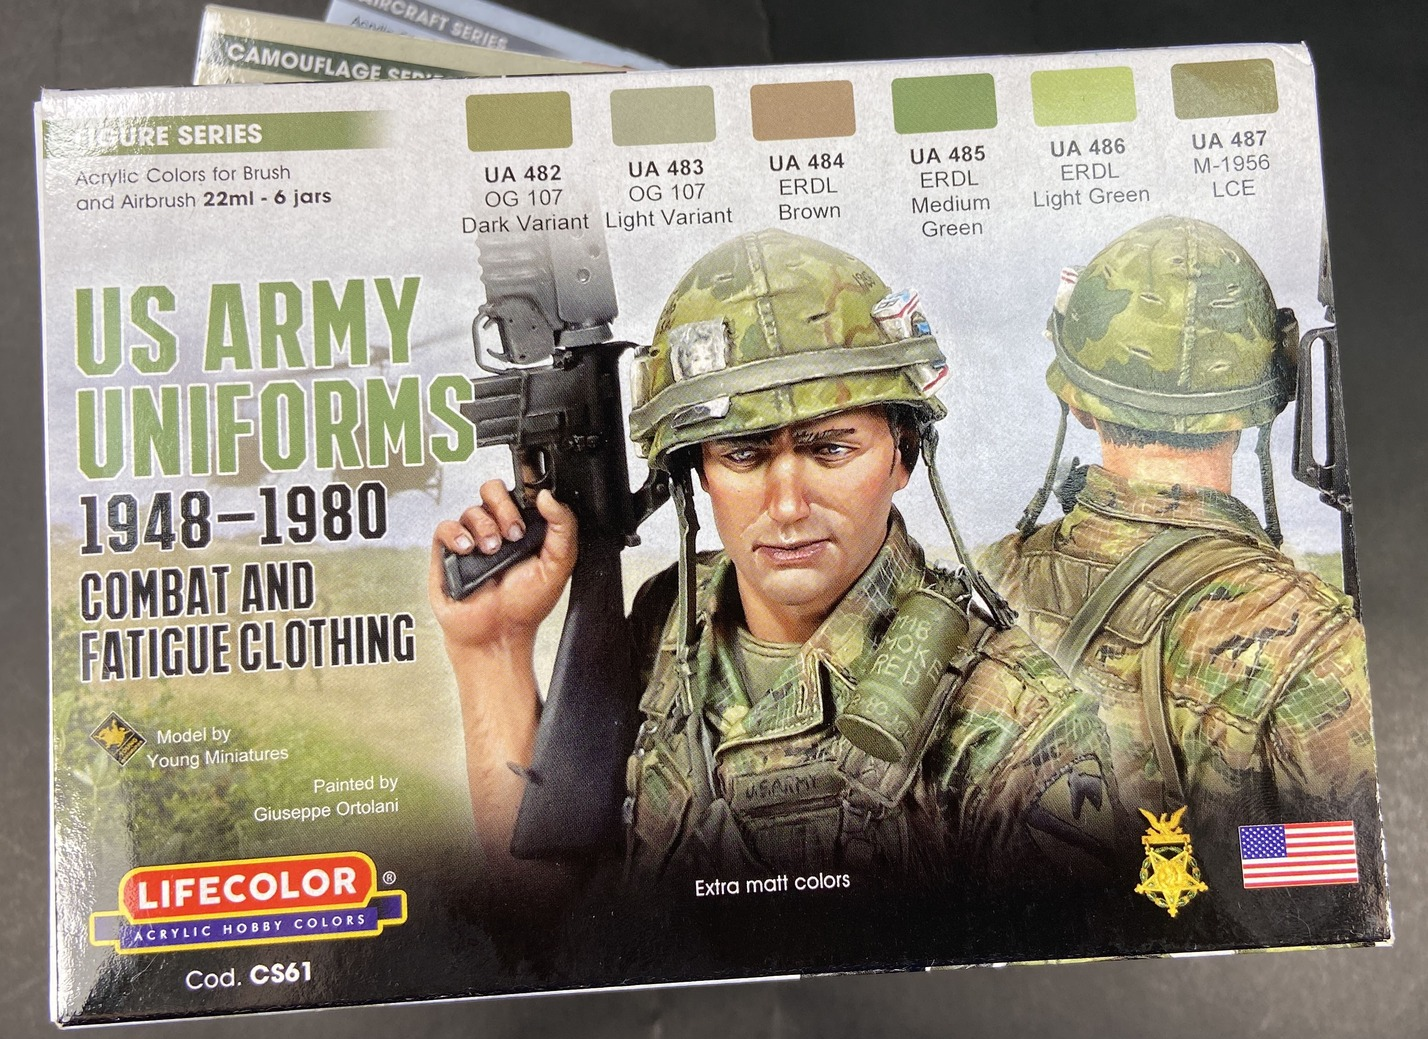 AIRCRAFT SERIES
CAMOUFLAGE
FIGURE SERIES
Acrylic Colors for Brush
and Airbrush 22ml - 6 jars
UA 482
OG 107
Dark Variant
UA 483
OG 107
Light Variant
UA 484
ERDL
Brown
UA 485
ERDL
Medium
Green
UA 486
ERDL
Light Green
UA 487
M-1956
LCE
US ARMY
UNIFORMS
1948–1980
COMBAT AND
FATIGUE CLOTHING
Model by
Young Miniatures
Painted by
Giuseppe Ortolani
U.S. ARMY
LIFECOLOR®
ACRYLIC HOBBY COLORS
Cod. CS61
Extra matt colors